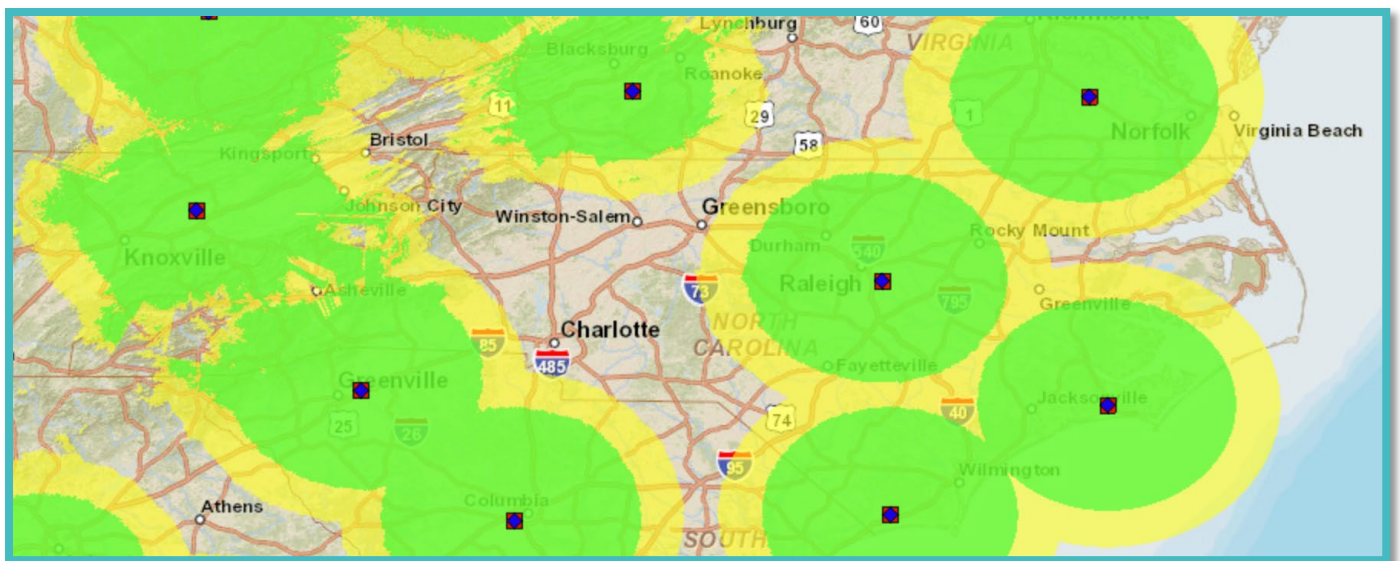 Lynchburg
60
Richmond
VIRGINIA
Blacksburg
Roanoke
11
29
1
Norfolk
Virginia Beach
Bristol
58
Kingsport
Johnson City
Winston-Salem
Greensboro
Durham
540
Rocky Mount
Knoxville
Raleigh
Asheville
73
795
Greenville
NORTH
CAROLINA
Charlotte
85
485
Fayetteville
Greenville
Jacksonville
40
74
25
26
95
Wilmington
Columbia
Athens
SOUTH